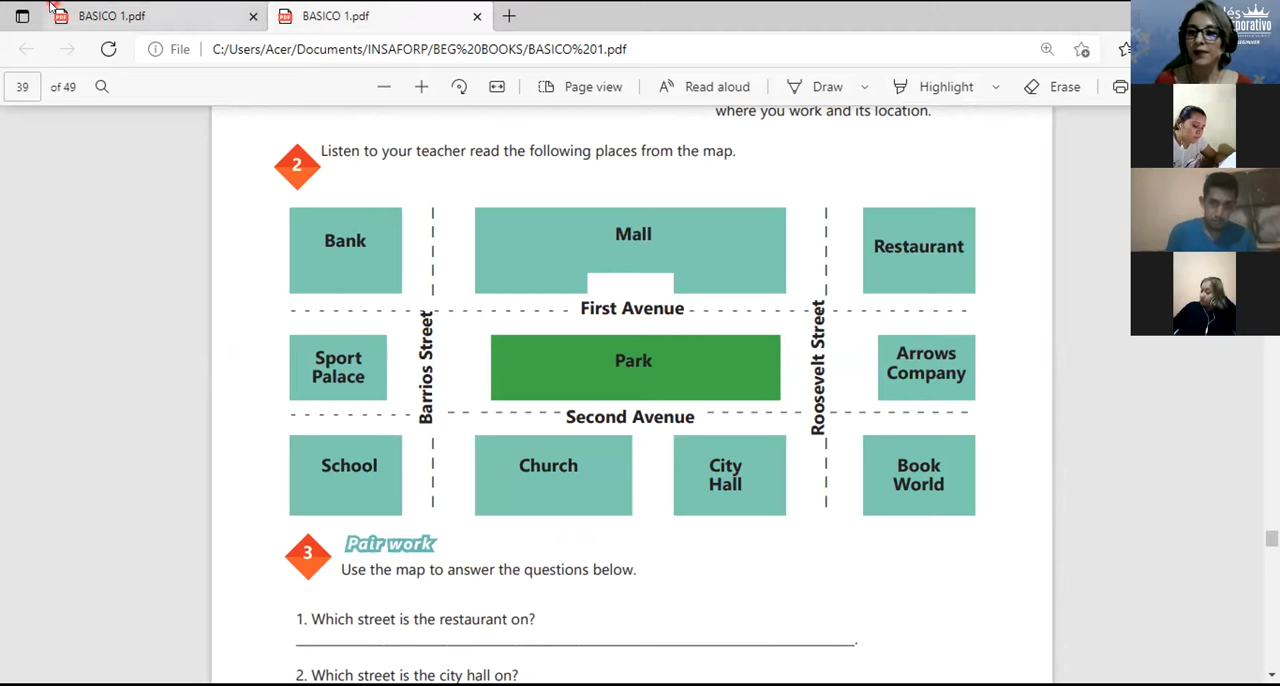 BASICO 1.pdf
BASICO 1.pdf
File C:/Users/Acer/Documents/INSAFORP/BEG%20BOOKS/BASICO%201.pdf
39 of 49 Page view Read aloud Draw Highlight Erase
where you work and its location.
2 Listen to your teacher read the following places from the map.
Bank
Mall
Restaurant
First Avenue
Barrios Street
Roosevelt Street
Sport
Palace
Park
Arrows
Company
Second Avenue
School
Church
City
Hall
Book
World
3 Pair work
Use the map to answer the questions below.
1. Which street is the restaurant on?
2. Which street is the city hall on?
BEGINNER